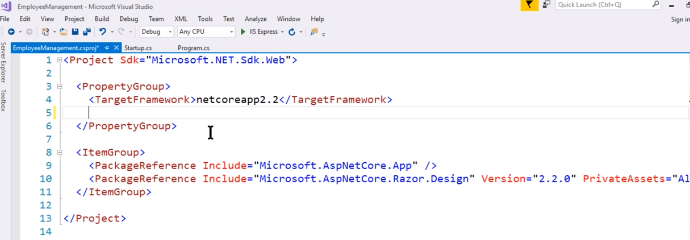 EmployeeManagement - Microsoft Visual Studio
Quick Launch (Ctrl+Q)
File Edit View Project Build Debug Team XML Tools Test Analyze Window Help
Sign in
Debug Any CPU IIS Express
EmployeeManagement.csproj* Startup.cs Program.cs
Server Explorer
Toolbox
1 <Project Sdk="Microsoft.NET.Sdk.Web">
2
3 <PropertyGroup>
4 <TargetFramework>netcoreapp2.2</TargetFramework>
5
6 </PropertyGroup>
7
8 <ItemGroup>
9 <PackageReference Include="Microsoft.AspNetCore.App" />
10 <PackageReference Include="Microsoft.AspNetCore.Razor.Design" Version="2.2.0" PrivateAssets="Al
11 </ItemGroup>
12
13 </Project>
14